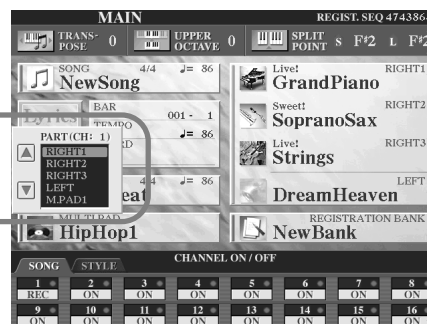 MAIN
REGIST. SEQ 4743864
TRANS-
POSE 0
UPPER
OCTAVE 0
SPLIT
POINT S F♯2 L F♯2
SONG 4/4 ♩= 86
NewSong
Live! RIGHT1
GrandPiano
Lyrics
BAR 001 - 1
TEMPO ♩= 86
Sweet! RIGHT2
SopranoSax
PART(CH: 1)
RIGHT1
RIGHT2
RIGHT3
LEFT
M.PAD1
Live! RIGHT3
Strings
4/4 ♩= 86
eat
LEFT
DreamHeaven
MULTI PAD
HipHop1
REGISTRATION BANK
NewBank
SONG
STYLE
CHANNEL ON / OFF
1 2 3 4 5 6 7 8
REC ON ON ON ON ON ON ON
9 10 11 12 13 14 15 16
ON ON ON ON ON ON ON ON